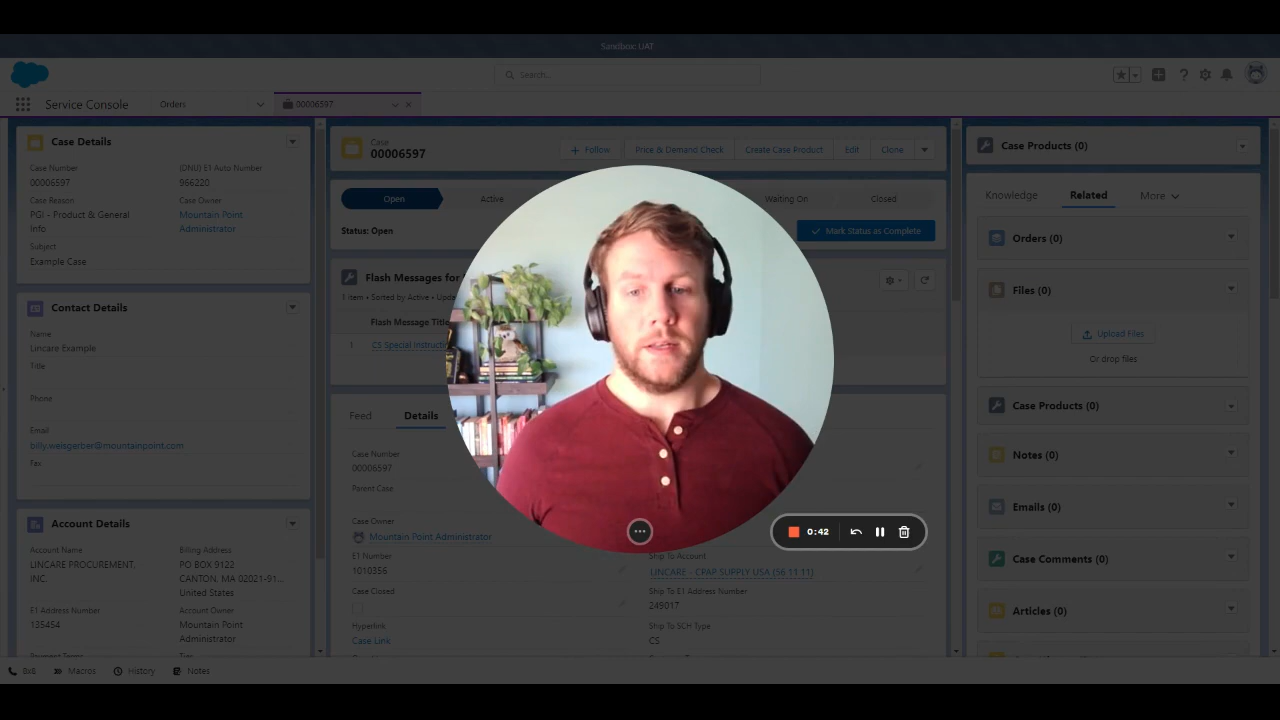 Sandbox: UAT
Search...
Service Console
Orders
00006597
Case Details
Case Number
(DNU) E1 Auto Number
00006597
966220
Case Reason
Case Owner
PGI - Product & General
Info
Mountain Point
Administrator
Subject
Example Case
Contact Details
Name
Lincare Example
Title
Phone
Email
billy.weisgerber@mountainpoint.com
Fax
Account Details
Account Name
Billing Address
LINCARE PROCUREMENT,
INC.
PO BOX 9122
CANTON, MA 02021-91...
United States
E1 Address Number
Account Owner
135454
Mountain Point
Administrator
Case
00006597
Follow
Price & Demand Check
Create Case Product
Edit
Clone
Open
Active
Waiting On
Closed
Status: Open
Mark Status as Complete
Flash Messages for
1 item • Sorted by Active •
Flash Message
1
CS Special
Feed
Details
Case Number
00006597
Parent Case
Case Owner
Mountain Point Administrator
E1 Number
1010356
Case Closed
Hyperlink
Case Link
0:42
Ship To Account
LINCARE - CPAP SUPPLY USA (56 11 11)
Ship To E1 Address Number
249017
Ship To SCH Type
CS
Case Products (0)
Knowledge
Related
More
Orders (0)
Files (0)
Upload Files
Or drop files
Case Products (0)
Notes (0)
Emails (0)
Case Comments (0)
Articles (0)
8x8
Macros
History
Notes